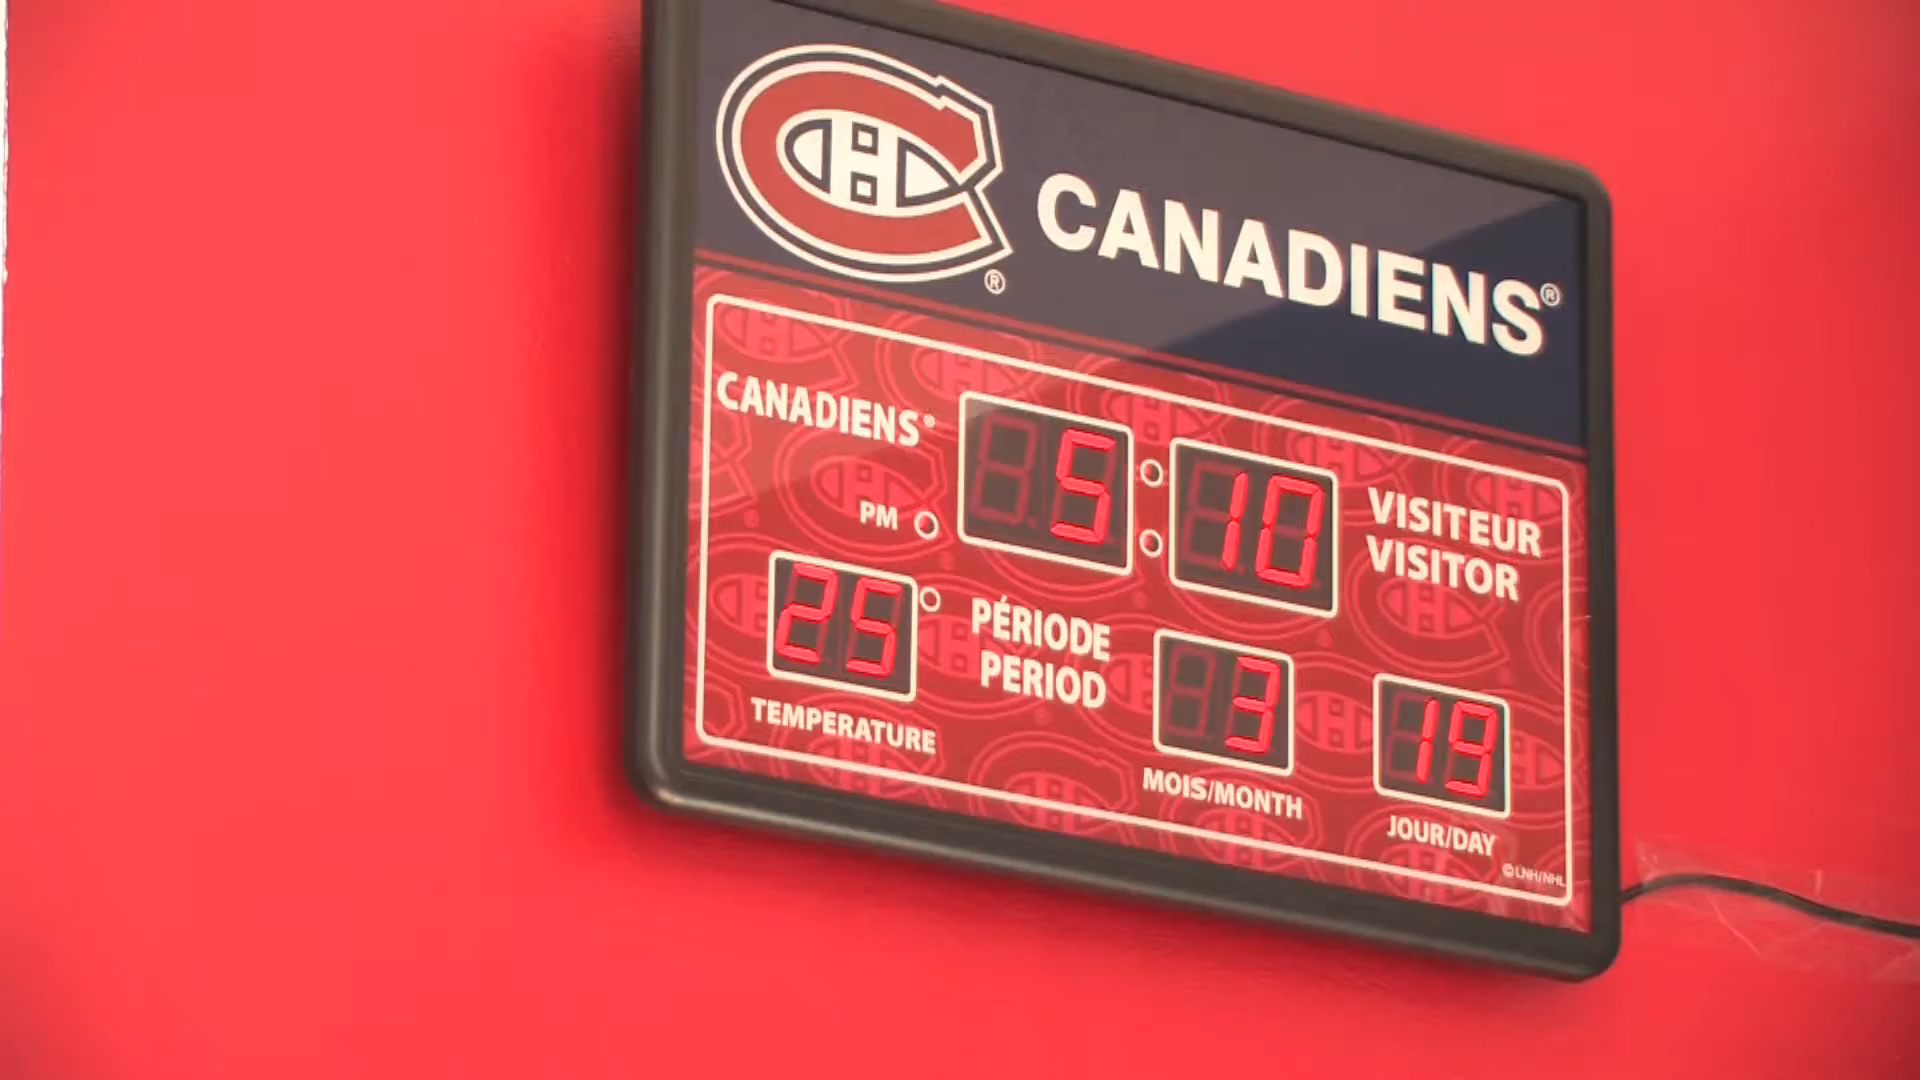 CANADIENS®
CANADIENS® 5 : 10 VISITEUR
VISITOR
PM
25° PÉRIODE
PERIOD 3 19
TEMPERATURE MOIS/MONTH JOUR/DAY
©LNH/NHL